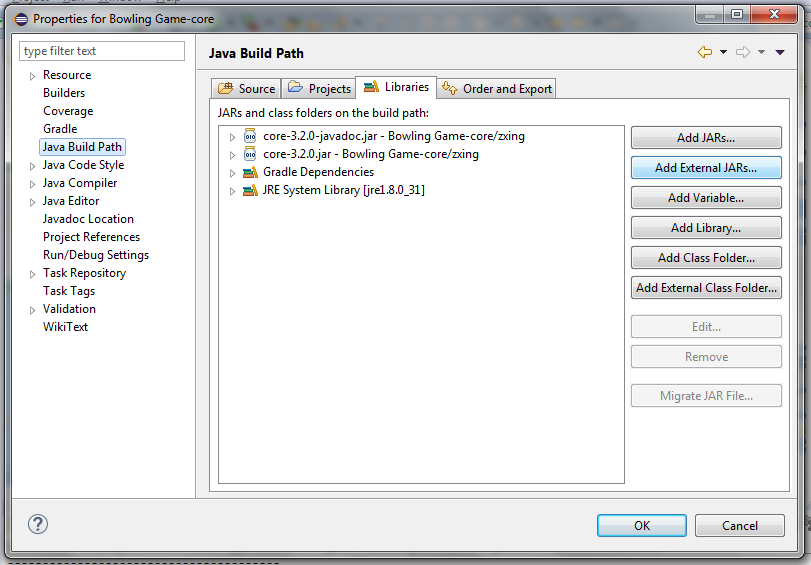 Properties for Bowling Game-core
type filter text
Resource
Builders
Coverage
Gradle
Java Build Path
Java Code Style
Java Compiler
Java Editor
Javadoc Location
Project References
Run/Debug Settings
Task Repository
Task Tags
Validation
WikiText
Java Build Path
Source Projects Libraries Order and Export
JARs and class folders on the build path:
core-3.2.0-javadoc.jar - Bowling Game-core/zxing
core-3.2.0.jar - Bowling Game-core/zxing
Gradle Dependencies
JRE System Library [jre1.8.0_31]
Add JARs...
Add External JARs...
Add Variable...
Add Library...
Add Class Folder...
Add External Class Folder...
Edit...
Remove
Migrate JAR File...
OK Cancel